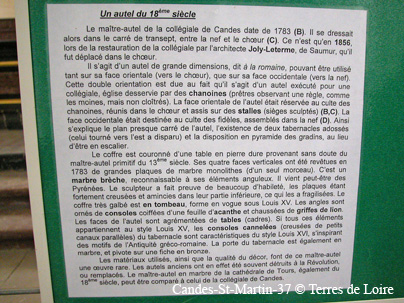 Un autel du 18ème siècle
Le maître-autel de la collégiale de Candes date de 1783 (B). Il se dressait
alors dans le carré de transept, entre la nef et le chœur (C). Ce n'est qu'en 1856,
lors de la restauration de la collégiale par l'architecte Joly-Leterme, de Saumur, qu'il
fut déplacé dans le chœur.
Il s'agit d'un autel de grande dimensions, dit à la romaine, pouvant être utilisé
tant sur sa face orientale (vers le chœur), que sur sa face occidentale (vers la nef).
Cette double orientation est due au fait qu'il s'agit d'un autel exécuté pour une
collégiale, église desservie par des chanoines (prêtres observant une règle, comme
les moines, mais non cloîtrés). La face orientale de l'autel était réservée au culte des
chanoines, réunis dans le chœur et assis sur des stalles (sièges sculptés) (B,C). La
face occidentale était destinée au culte des fidèles, assemblés dans la nef (D). Ainsi
s'explique le plan presque carré de l'autel, l'existence de deux tabernacles adossés
(celui tourné vers l'est a disparu) et la disposition en pyramide des gradins, au lieu
d'être en escalier.
Le coffre est couronné d'une table en pierre dure provenant sans doute du
maître-autel primitif du 13ème siècle. Ses quatre faces verticales ont été revêtues en
1783 de grandes plaques de marbre monolithes (d'un seul morceau). C'est un
marbre brèche, reconnaissable à ses éléments anguleux. Il vient peut-être des
Pyrénées. Le sculpteur a fait preuve de beaucoup d'habileté, les plaques étant
fortement creusées et amincies dans leur partie inférieure, ce qui les a fragilisées. Le
coffre très galbé est en tombeau, forme en vogue sous Louis XV. Les angles sont
ornés de consoles coiffées d'une feuille d'acanthe et chaussées de griffes de lion.
Les faces de l'autel sont agrémentées de tables (cadres). Si tous ces éléments
appartiennent au style Louis XV, les consoles cannelées (creusées de petits
canaux parallèles) du tabernacle sont caractéristiques du style Louis XVI, s'inspirant
des motifs de l'Antiquité gréco-romaine. La porte du tabernacle est également en
marbre, et pivote sur une fiche en bronze.
Les matériaux utilisés, ainsi que la qualité du décor, font de ce maître-autel
une œuvre rare. Les autels anciens ont en effet été souvent détruits à la Révolution,
ou remplacés. Le maître-autel en marbre de la cathédrale de Tours, également du
18ème siècle, peut être comparé à celui de la collégiale de Candes.
Candes-St-Martin-37 © Terres de Loire